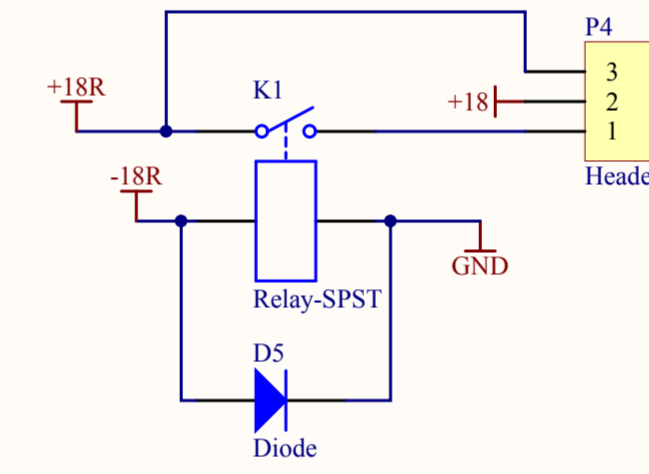 P4
+18R
K1
3
+18
2
1
-18R
Heade
GND
Relay-SPST
D5
Diode